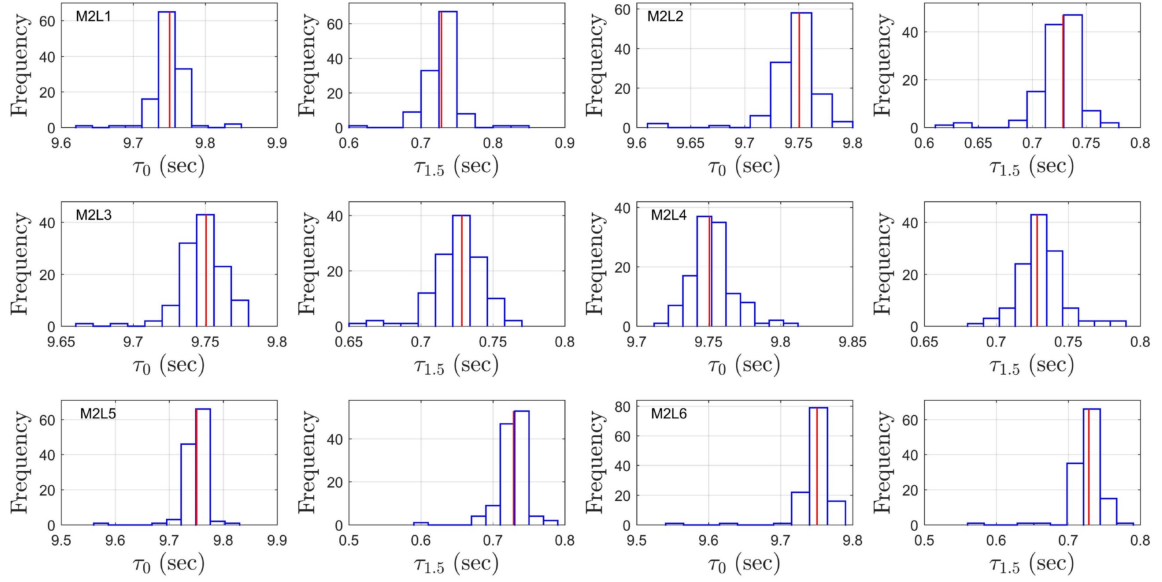 M2L1
Frequency
60
40
20
0
9.6 9.7 9.8 9.9
τ0 (sec)
Frequency
60
40
20
0
0.6 0.7 0.8 0.9
τ1.5 (sec)
M2L2
Frequency
60
40
20
0
9.6 9.65 9.7 9.75 9.8
τ0 (sec)
Frequency
40
20
0
0.6 0.65 0.7 0.75 0.8
τ1.5 (sec)
M2L3
Frequency
40
20
0
9.65 9.7 9.75 9.8
τ0 (sec)
Frequency
40
20
0
0.65 0.7 0.75 0.8
τ1.5 (sec)
M2L4
Frequency
40
20
0
9.7 9.75 9.8 9.85
τ0 (sec)
Frequency
40
20
0
0.65 0.7 0.75 0.8
τ1.5 (sec)
M2L5
Frequency
60
40
20
0
9.5 9.6 9.7 9.8 9.9
τ0 (sec)
Frequency
40
20
0
0.5 0.6 0.7 0.8
τ1.5 (sec)
M2L6
Frequency
80
60
40
20
0
9.5 9.6 9.7 9.8
τ0 (sec)
Frequency
60
40
20
0
0.5 0.6 0.7 0.8
τ1.5 (sec)